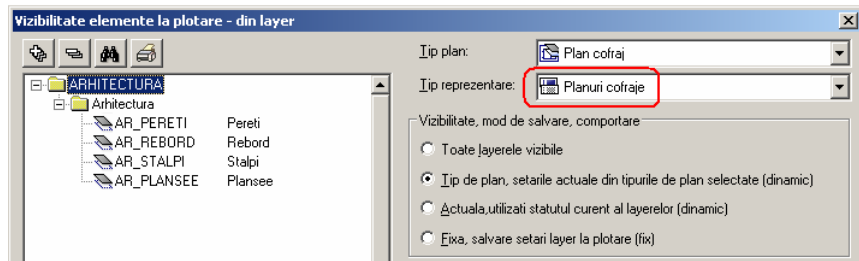 Vizibilitate elemente la plotare - din layer
Tip plan: Plan cofraj
Tip reprezentare: Planuri cofraje
ARHITECTURA
Arhitectura
AR_PERETI Pereti
AR_REBORD Rebord
AR_STALPI Stalpi
AR_PLANSEE Plansee
Vizibilitate, mod de salvare, comportare
Toate layerele vizibile
Tip de plan, setarile actuale din tipurile de plan selectate (dinamic)
Actuala,utilizati statutul curent al layerelor (dinamic)
Fixa, salvare setari layer la plotare (fix)